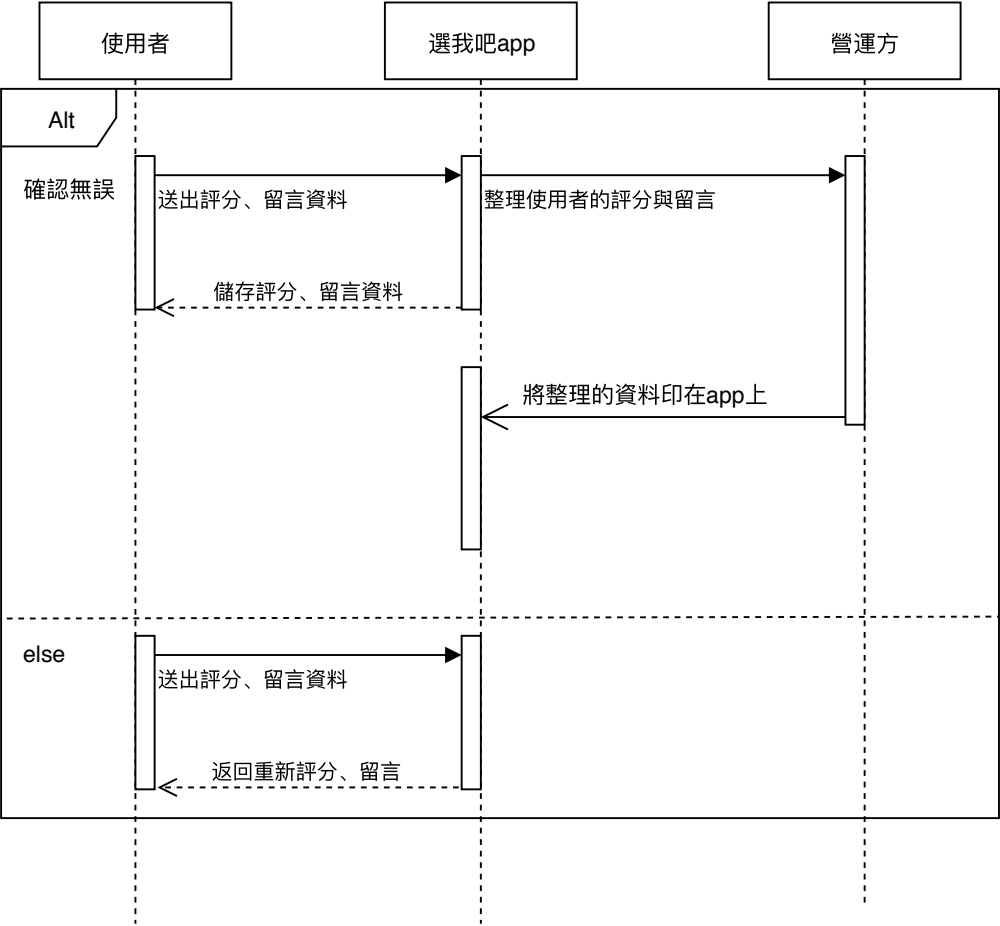 使用者
選我吧app
營運方
Alt
確認無誤
送出評分、留言資料
整理使用者的評分與留言
儲存評分、留言資料
將整理的資料印在app上
else
送出評分、留言資料
返回重新評分、留言